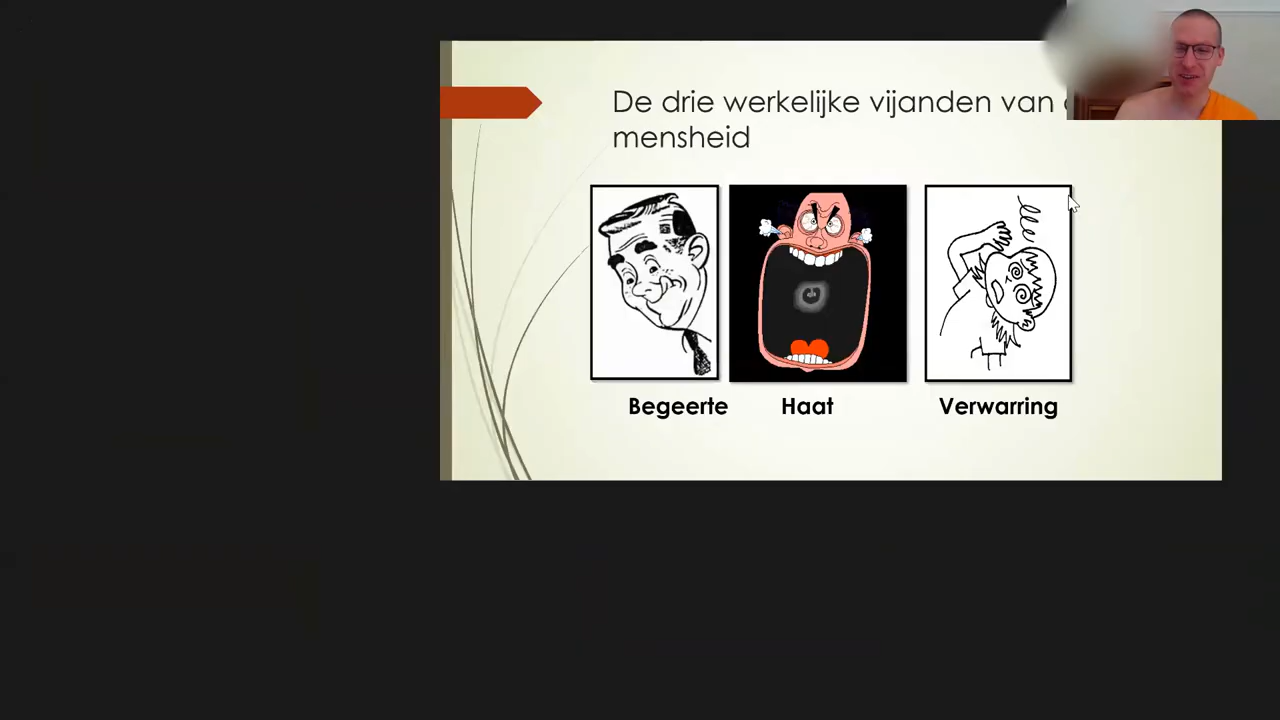 De drie werkelijke vijanden van
mensheid
Begeerte Haat Verwarring